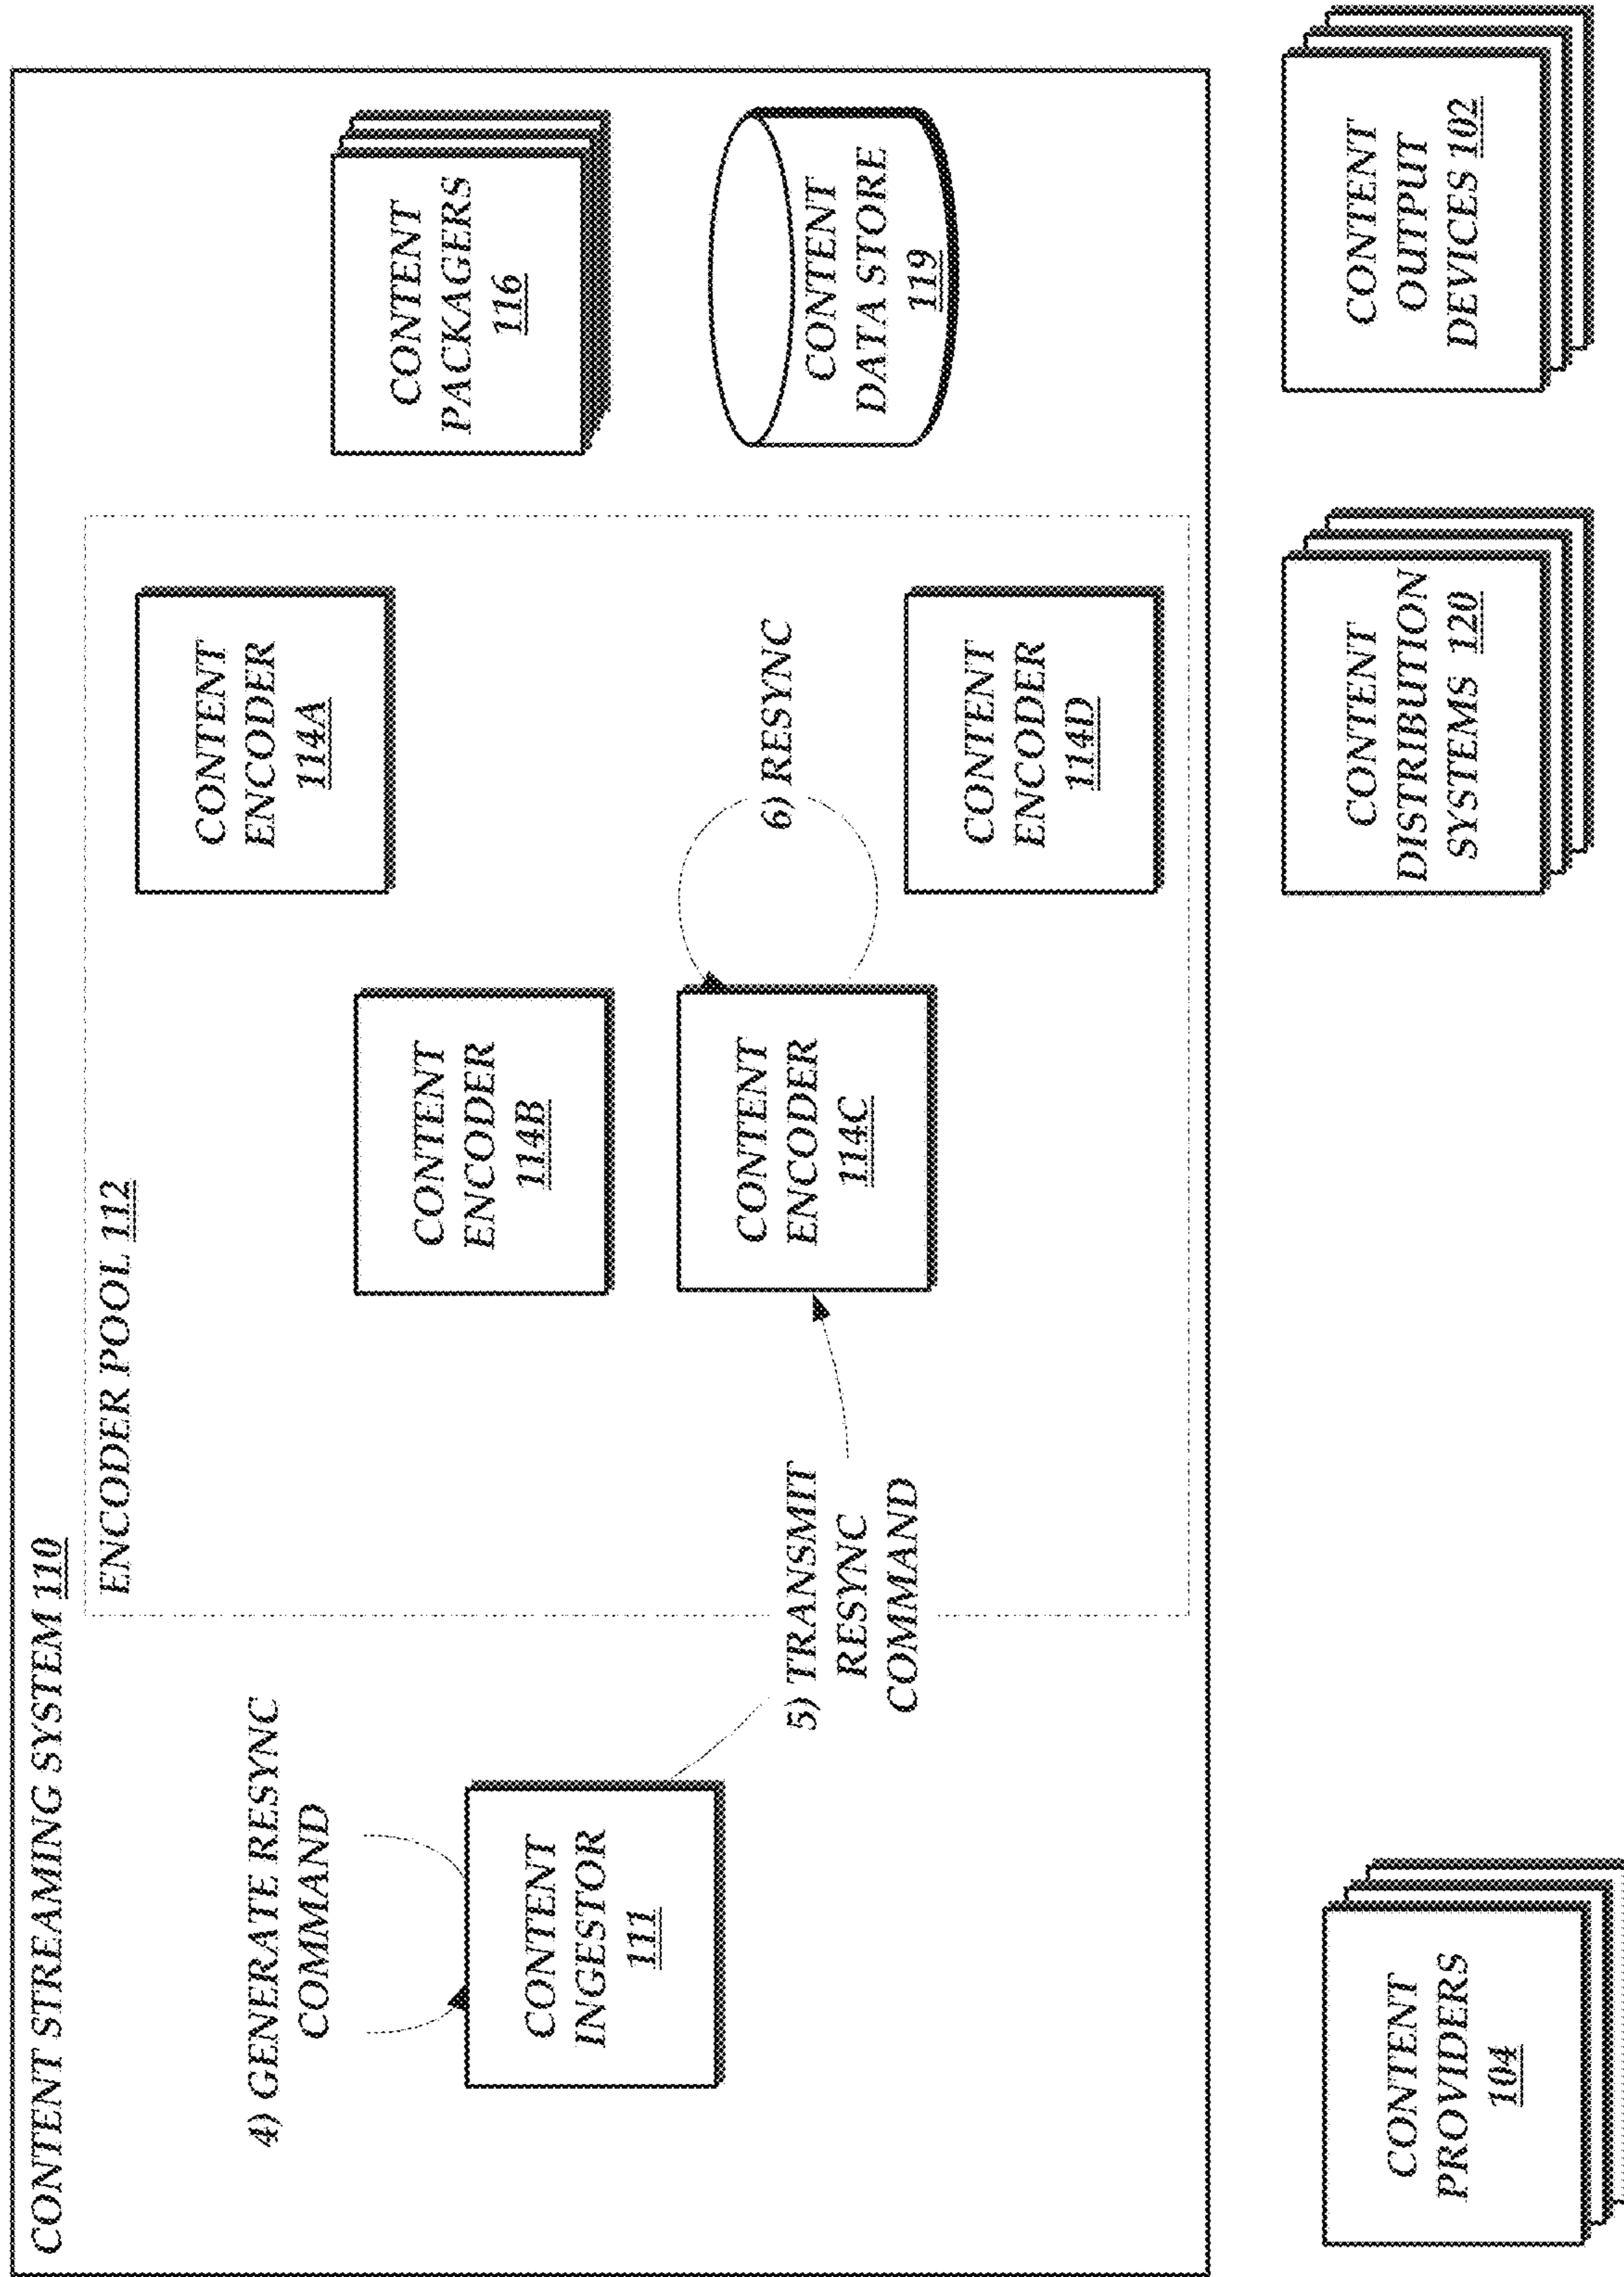 CONTENT STREAMING SYSTEM 110
ENCODER POOL 112
4) GENERATE RESYNC
COMMAND
CONTENT
INGESTOR
111
5) TRANSMIT
RESYNC
COMMAND
CONTENT
ENCODER
114B
CONTENT
ENCODER
114C
6) RESYNC
CONTENT
ENCODER
114A
CONTENT
ENCODER
114D
CONTENT
PACKAGERS
116
CONTENT
DATA STORE
119
CONTENT
PROVIDERS
104
CONTENT
DISTRIBUTION
SYSTEMS 120
CONTENT
OUTPUT
DEVICES 102